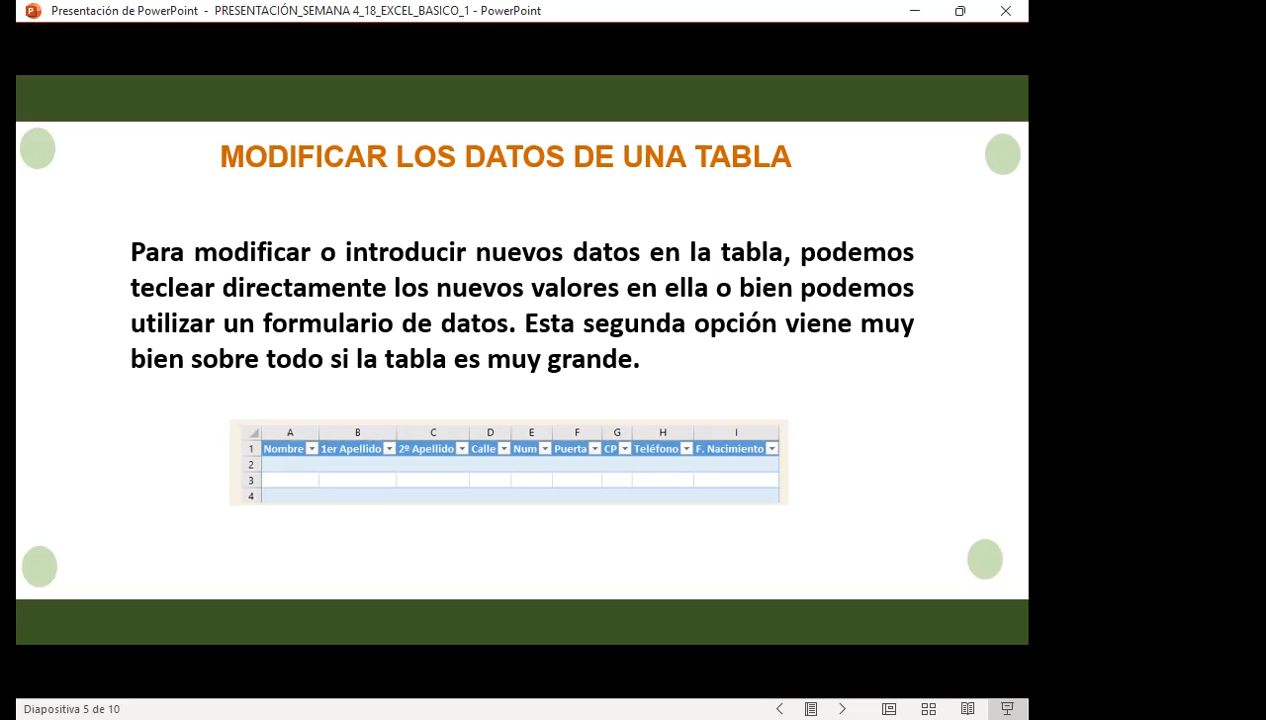 Presentación de PowerPoint - PRESENTACIÓN_SEMANA 4_18_EXCEL_BASICO_1 - PowerPoint
MODIFICAR LOS DATOS DE UNA TABLA
Para modificar o introducir nuevos datos en la tabla, podemos
teclear directamente los nuevos valores en ella o bien podemos
utilizar un formulario de datos. Esta segunda opción viene muy
bien sobre todo si la tabla es muy grande.
A B C D E F G H I
1 Nombre 1er Apellido 2º Apellido Calle Num Puerta CP Teléfono F. Nacimiento
2
3
4
Diapositiva 5 de 10